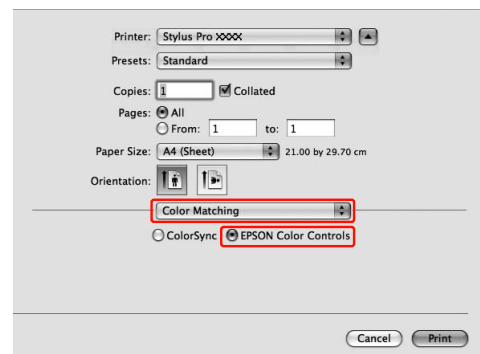 Printer: Stylus Pro XXXX
Presets: Standard
Copies: 1 Collated
Pages: All
From: 1 to: 1
Paper Size: A4 (Sheet) 21.00 by 29.70 cm
Orientation:
Color Matching
ColorSync EPSON Color Controls
Cancel Print